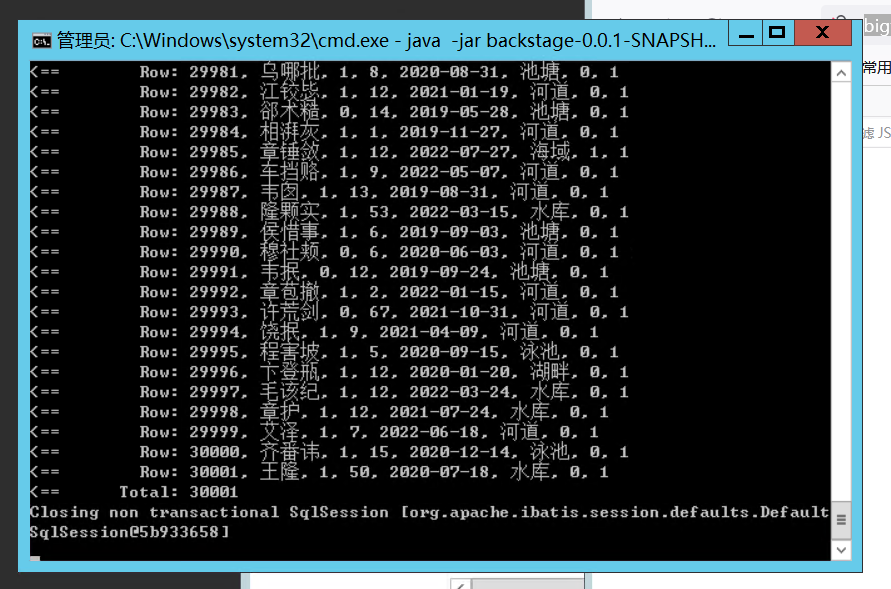 管理员: C:\Windows\system32\cmd.exe - java  -jar backstage-0.0.1-SNAPSH...
big
常用
滤 JS
<==        Row: 29981, 乌哪批, 1, 8, 2020-08-31, 池塘, 0, 1
<==        Row: 29982, 江铰毖, 1, 12, 2021-01-19, 河道, 0, 1
<==        Row: 29983, 郤术糙, 0, 14, 2019-05-28, 池塘, 0, 1
<==        Row: 29984, 相湃灰, 1, 1, 2019-11-27, 河道, 0, 1
<==        Row: 29985, 章锤敛, 1, 12, 2022-07-27, 海域, 1, 1
<==        Row: 29986, 车挡赂, 1, 9, 2022-05-07, 河道, 0, 1
<==        Row: 29987, 韦囱, 1, 13, 2019-08-31, 河道, 0, 1
<==        Row: 29988, 隆颗实, 1, 53, 2022-03-15, 水库, 0, 1
<==        Row: 29989, 侯惜事, 1, 6, 2019-09-03, 池塘, 0, 1
<==        Row: 29990, 穆社颊, 0, 6, 2020-06-03, 河道, 0, 1
<==        Row: 29991, 韦抿, 0, 12, 2019-09-24, 池塘, 0, 1
<==        Row: 29992, 章苞撤, 1, 2, 2022-01-15, 河道, 0, 1
<==        Row: 29993, 许荒剑, 0, 67, 2021-10-31, 河道, 0, 1
<==        Row: 29994, 饶抿, 1, 9, 2021-04-09, 河道, 0, 1
<==        Row: 29995, 程害坡, 1, 5, 2020-09-15, 泳池, 0, 1
<==        Row: 29996, 卞登瓶, 1, 12, 2020-01-20, 湖畔, 0, 1
<==        Row: 29997, 毛该纪, 1, 12, 2022-03-24, 水库, 0, 1
<==        Row: 29998, 章护, 1, 12, 2021-07-24, 水库, 0, 1
<==        Row: 29999, 艾泽, 1, 7, 2022-06-18, 河道, 0, 1
<==        Row: 30000, 齐番讳, 1, 15, 2020-12-14, 泳池, 0, 1
<==        Row: 30001, 王隆, 1, 50, 2020-07-18, 水库, 0, 1
<==      Total: 30001
Closing non transactional SqlSession [org.apache.ibatis.session.defaults.Default
SqlSession@5b933658]